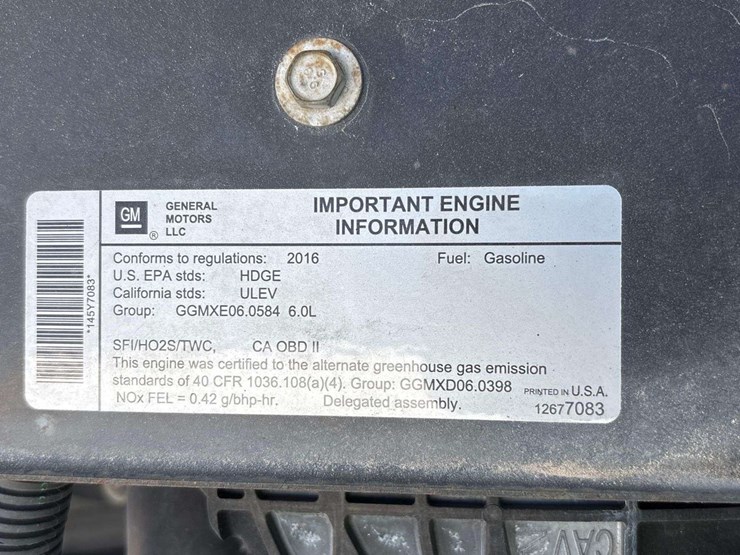 GM
®
GENERAL
MOTORS
LLC
IMPORTANT ENGINE
INFORMATION
*145Y7083*
Conforms to regulations: 2016 Fuel: Gasoline
U.S. EPA stds: HDGE
California stds: ULEV
Group: GGMXE06.0584 6.0L
SFI/HO2S/TWC, CA OBD II
This engine was certified to the alternate greenhouse gas emission
standards of 40 CFR 1036.108(a)(4). Group: GGMXD06.0398 PRINTED IN U.S.A.
NOx FEL = 0.42 g/bhp-hr. Delegated assembly. 12677083